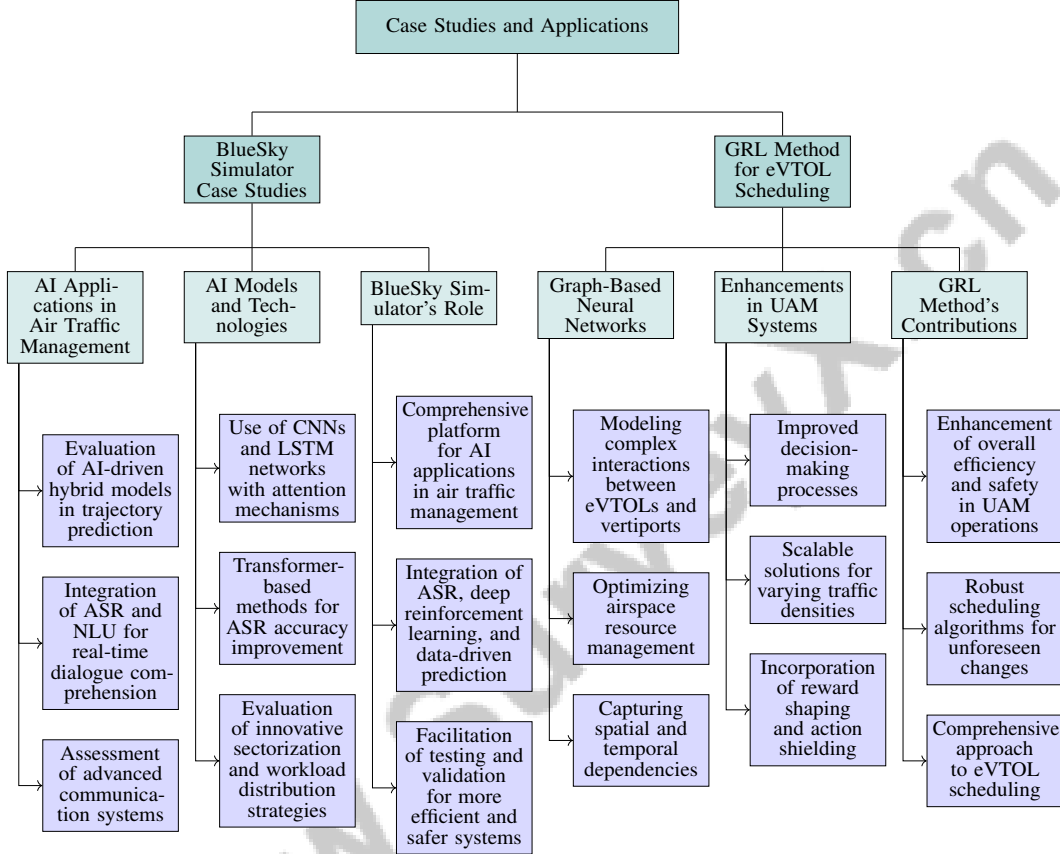 Case Studies and Applications
BlueSky
Simulator
Case Studies
GRL Method
for eVTOL
Scheduling
AI Appli-
cations in
Air Traffic
Management
AI Models
and Tech-
nologies
BlueSky Sim-
ulator's Role
Graph-Based
Neural
Networks
Enhancements
in UAM
Systems
GRL
Method's
Contributions
Evaluation
of AI-driven
hybrid models
in trajectory
prediction
Integration
of ASR and
NLU for
real-time
dialogue com-
prehension
Assessment
of advanced
communica-
tion systems
Use of CNNs
and LSTM
networks
with attention
mechanisms
Transformer-
based
methods for
ASR accuracy
improvement
Evaluation
of innovative
sectorization
and workload
distribution
strategies
Comprehensive
platform
for AI
applications
in air traffic
management
Integration of
ASR, deep
reinforcement
learning, and
data-driven
prediction
Facilitation
of testing and
validation
for more
efficient and
safer systems
Modeling
complex
interactions
between
eVTOLs and
vertiports
Optimizing
airspace
resource
management
Capturing
spatial and
temporal
dependencies
Improved
decision-
making
processes
Scalable
solutions for
varying traffic
densities
Incorporation
of reward
shaping
and action
shielding
Enhancement
of overall
efficiency
and safety
in UAM
operations
Robust
scheduling
algorithms for
unforeseen
changes
Comprehensive
approach
to eVTOL
scheduling